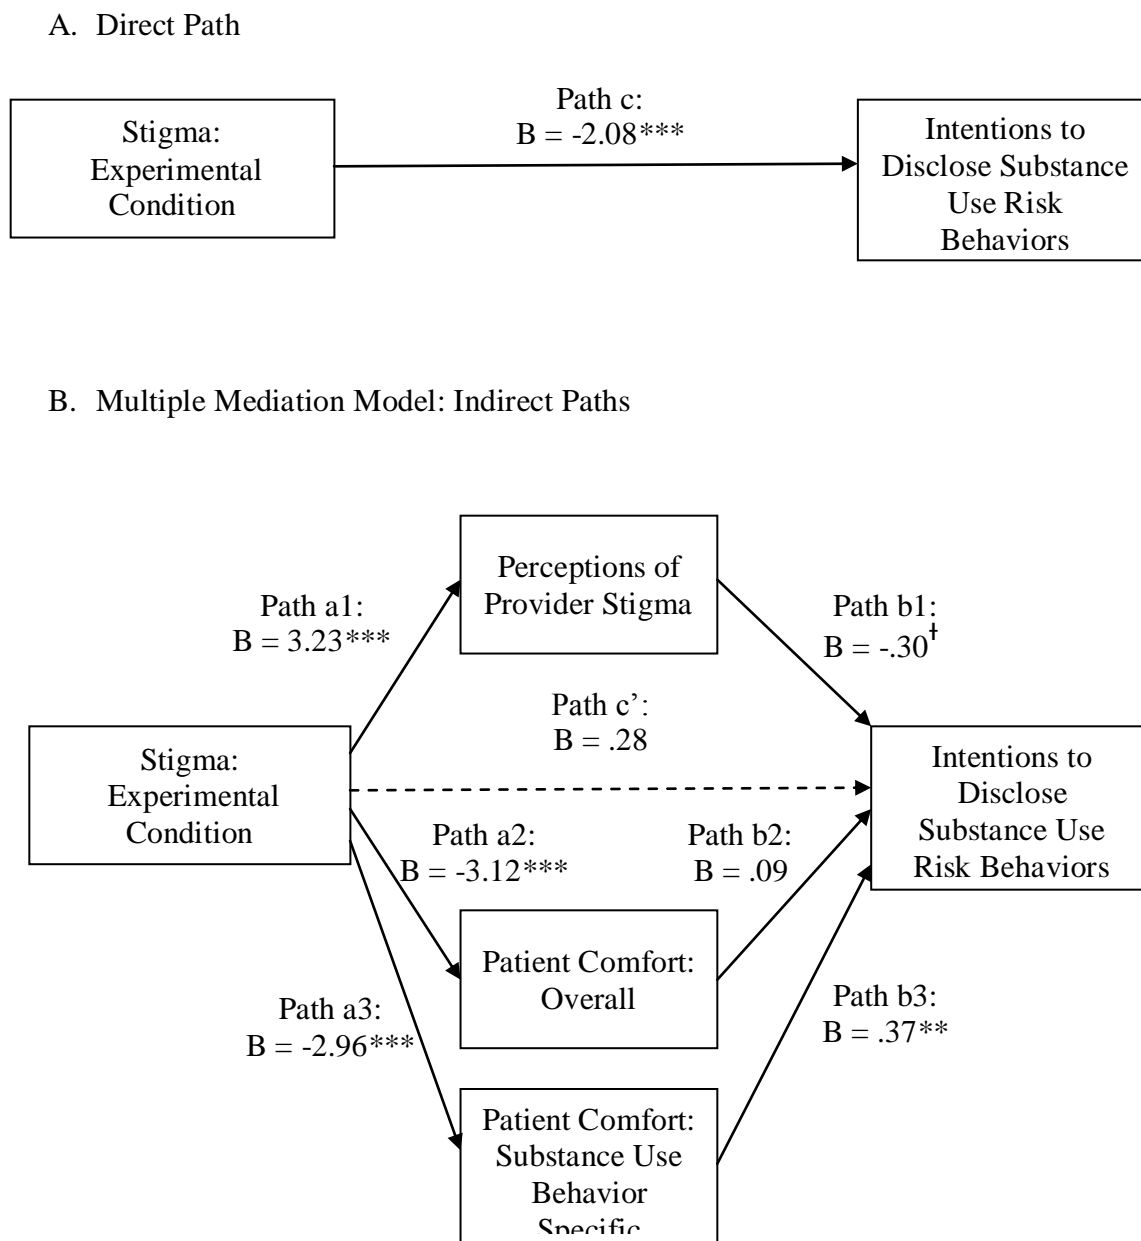 A. Direct Path
Path c:
B = -2.08***
Stigma:
Experimental
Condition
Intentions to
Disclose Substance
Use Risk
Behaviors
B. Multiple Mediation Model: Indirect Paths
Perceptions of
Provider Stigma
Path a1:
B = 3.23***
Path b1:
B = -.30†
Path c’:
B = .28
Stigma:
Experimental
Condition
Intentions to
Disclose
Substance Use
Risk Behaviors
Path a2:
B = -3.12***
Path b2:
B = .09
Patient Comfort:
Overall
Path a3:
B = -2.96***
Path b3:
B = .37**
Patient Comfort:
Substance Use
Behavior
Specific